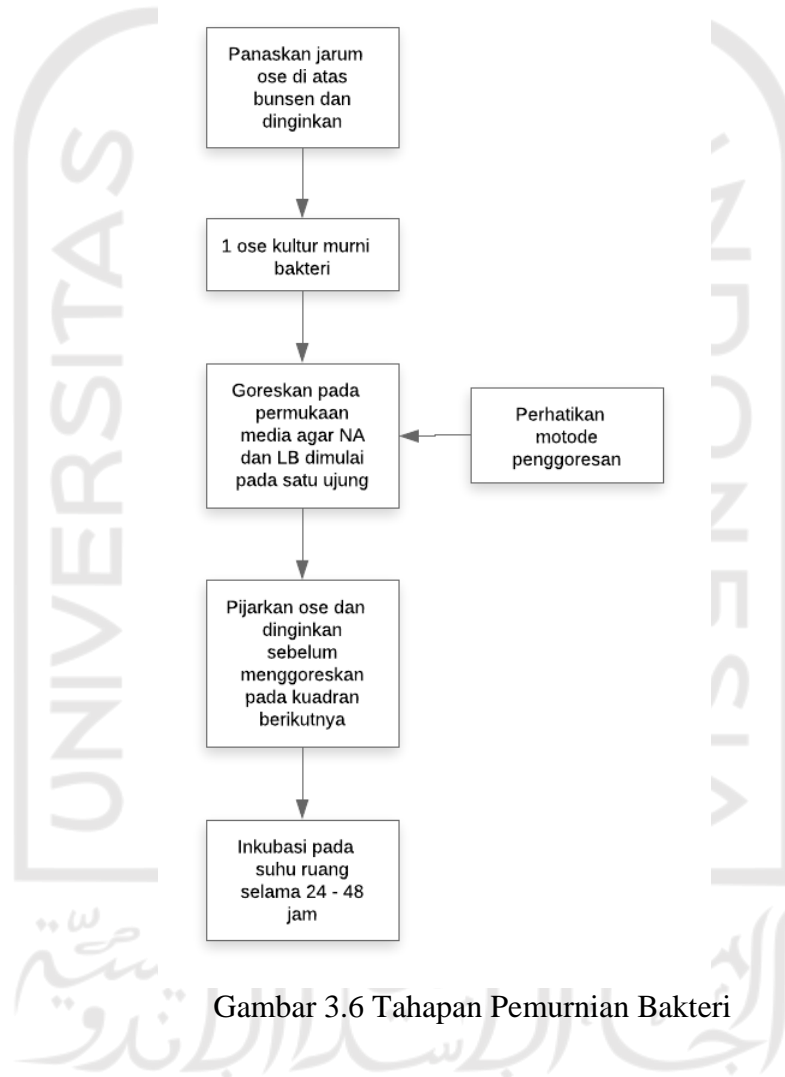 Panaskan jarum
ose di atas
bunsen dan
dinginkan
1 ose kultur murni
bakteri
Goreskan pada
permukaan
media agar NA
dan LB dimulai
pada satu ujung
Perhatikan
motode
penggoresan
Pijarkan ose dan
dinginkan
sebelum
menggoreskan
pada kuadran
berikutnya
Inkubasi pada
suhu ruang
selama 24 - 48
jam
Gambar 3.6 Tahapan Pemurnian Bakteri
UNIVERSITAS